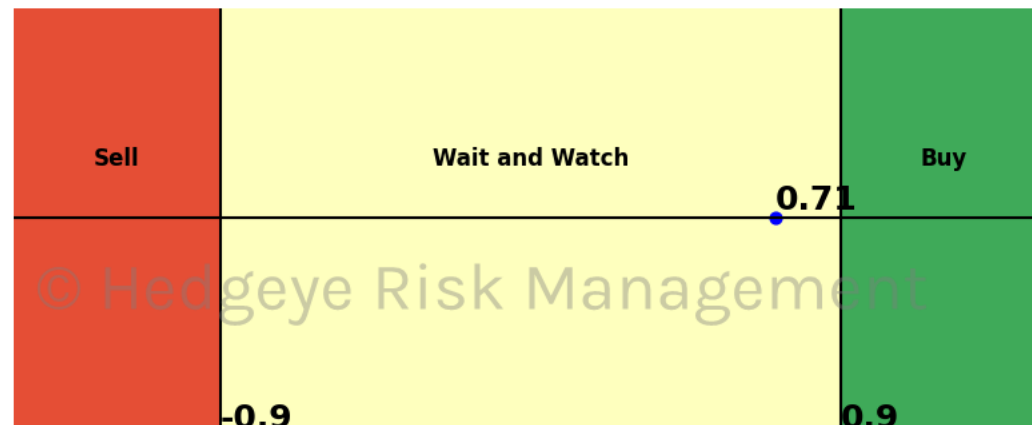 Sell
Wait and Watch
Buy
0.71
© Hedgeye Risk Management
-0.9
0.9